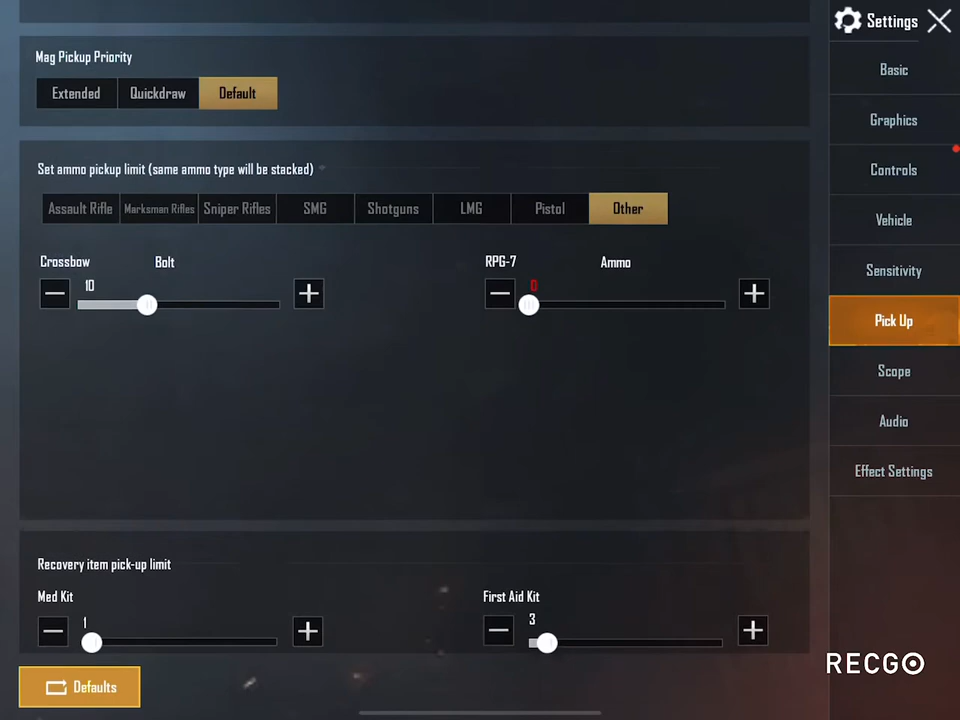 Settings
Mag Pickup Priority
Extended Quickdraw Default
Set ammo pickup limit (same ammo type will be stacked)
Assault Rifle Marksman Rifles Sniper Rifles SMG Shotguns LMG Pistol Other
Crossbow Bolt
10
RPG-7 Ammo
0
Recovery item pick-up limit
Med Kit
1
First Aid Kit
3
Defaults
Basic
Graphics
Controls
Vehicle
Sensitivity
Pick Up
Scope
Audio
Effect Settings
RECGO